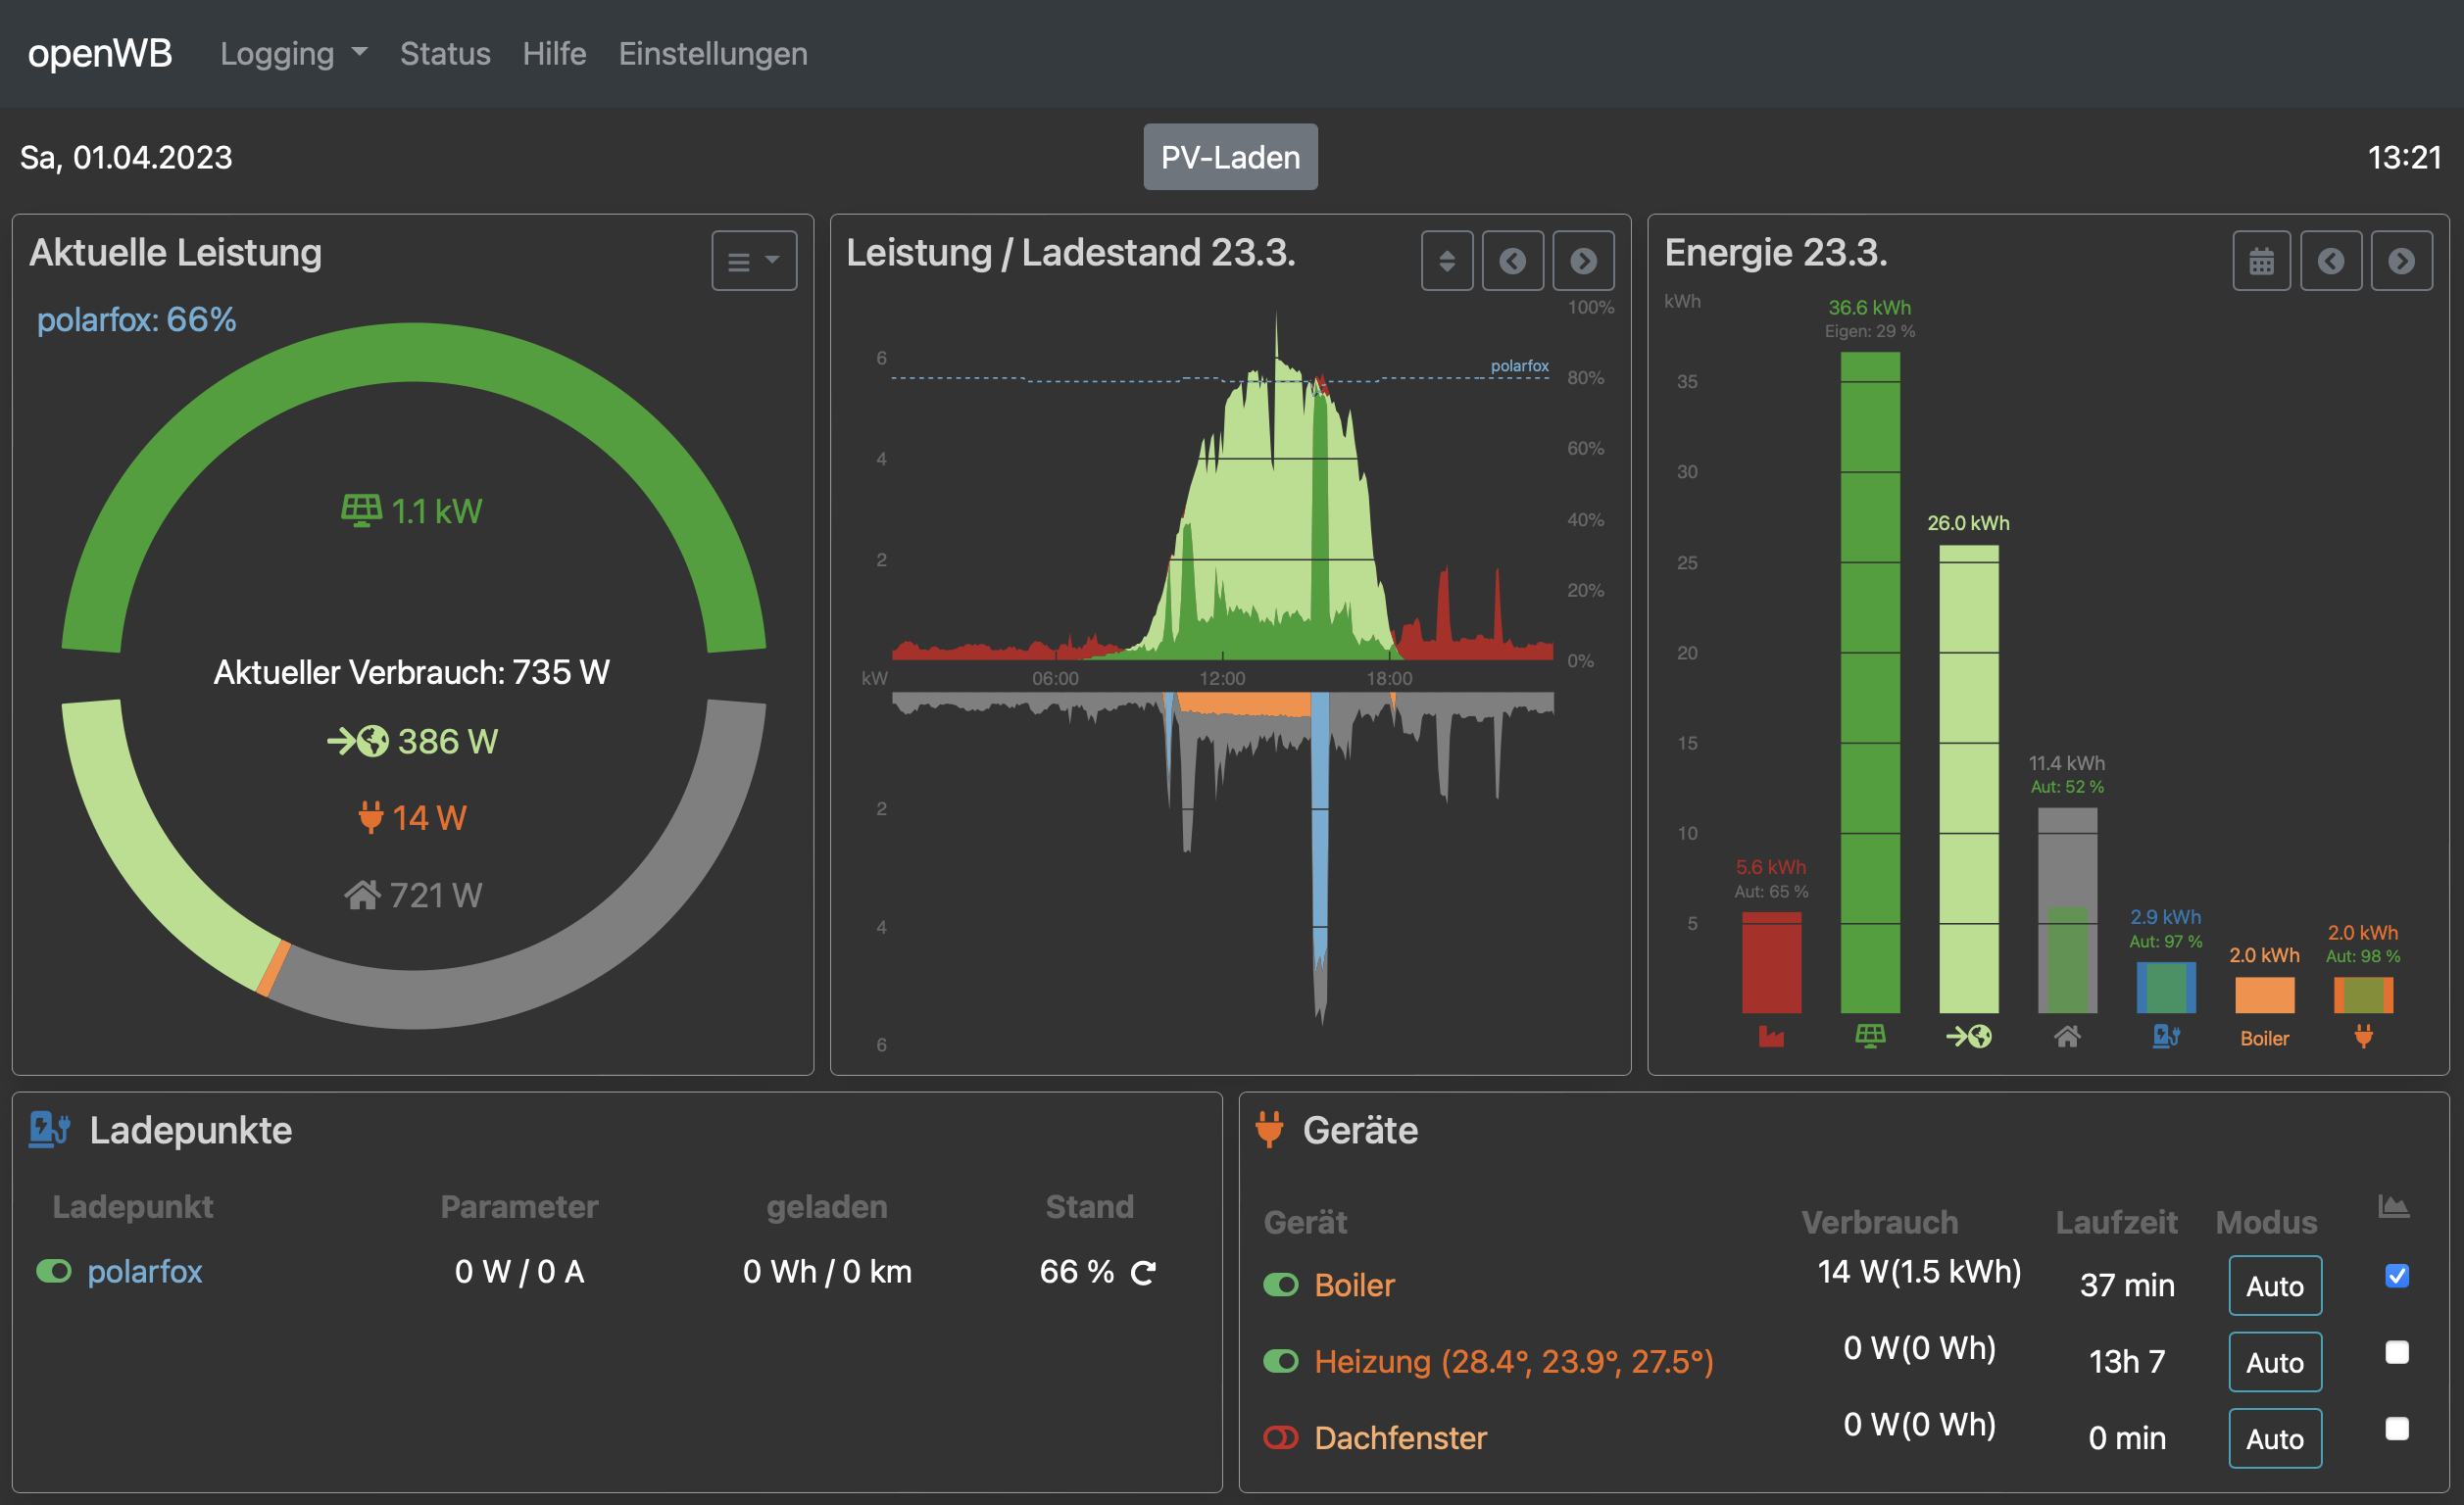 openWB Logging Status Hilfe Einstellungen
Sa, 01.04.2023 PV-Laden 13:21
Aktuelle Leistung
polarfox: 66%
1.1 kW
Aktueller Verbrauch: 735 W
386 W
14 W
721 W
Leistung / Ladestand 23.3.
100%
6
polarfox
80%
60%
4
40%
2
20%
0%
kW 06:00 12:00 18:00
2
4
6
Energie 23.3.
kWh
36.6 kWh
Eigen: 29 %
35
30
26.0 kWh
25
20
15
11.4 kWh
Aut: 52 %
10
5.6 kWh
Aut: 65 %
5
2.9 kWh
Aut: 97 %
2.0 kWh
2.0 kWh
Aut: 98 %
Boiler
Ladepunkte
Ladepunkt Parameter geladen Stand
polarfox 0 W / 0 A 0 Wh / 0 km 66 %
Geräte
Gerät Verbrauch Laufzeit Modus
Boiler 14 W(1.5 kWh) 37 min Auto
Heizung (28.4°, 23.9°, 27.5°) 0 W(0 Wh) 13h 7 Auto
Dachfenster 0 W(0 Wh) 0 min Auto